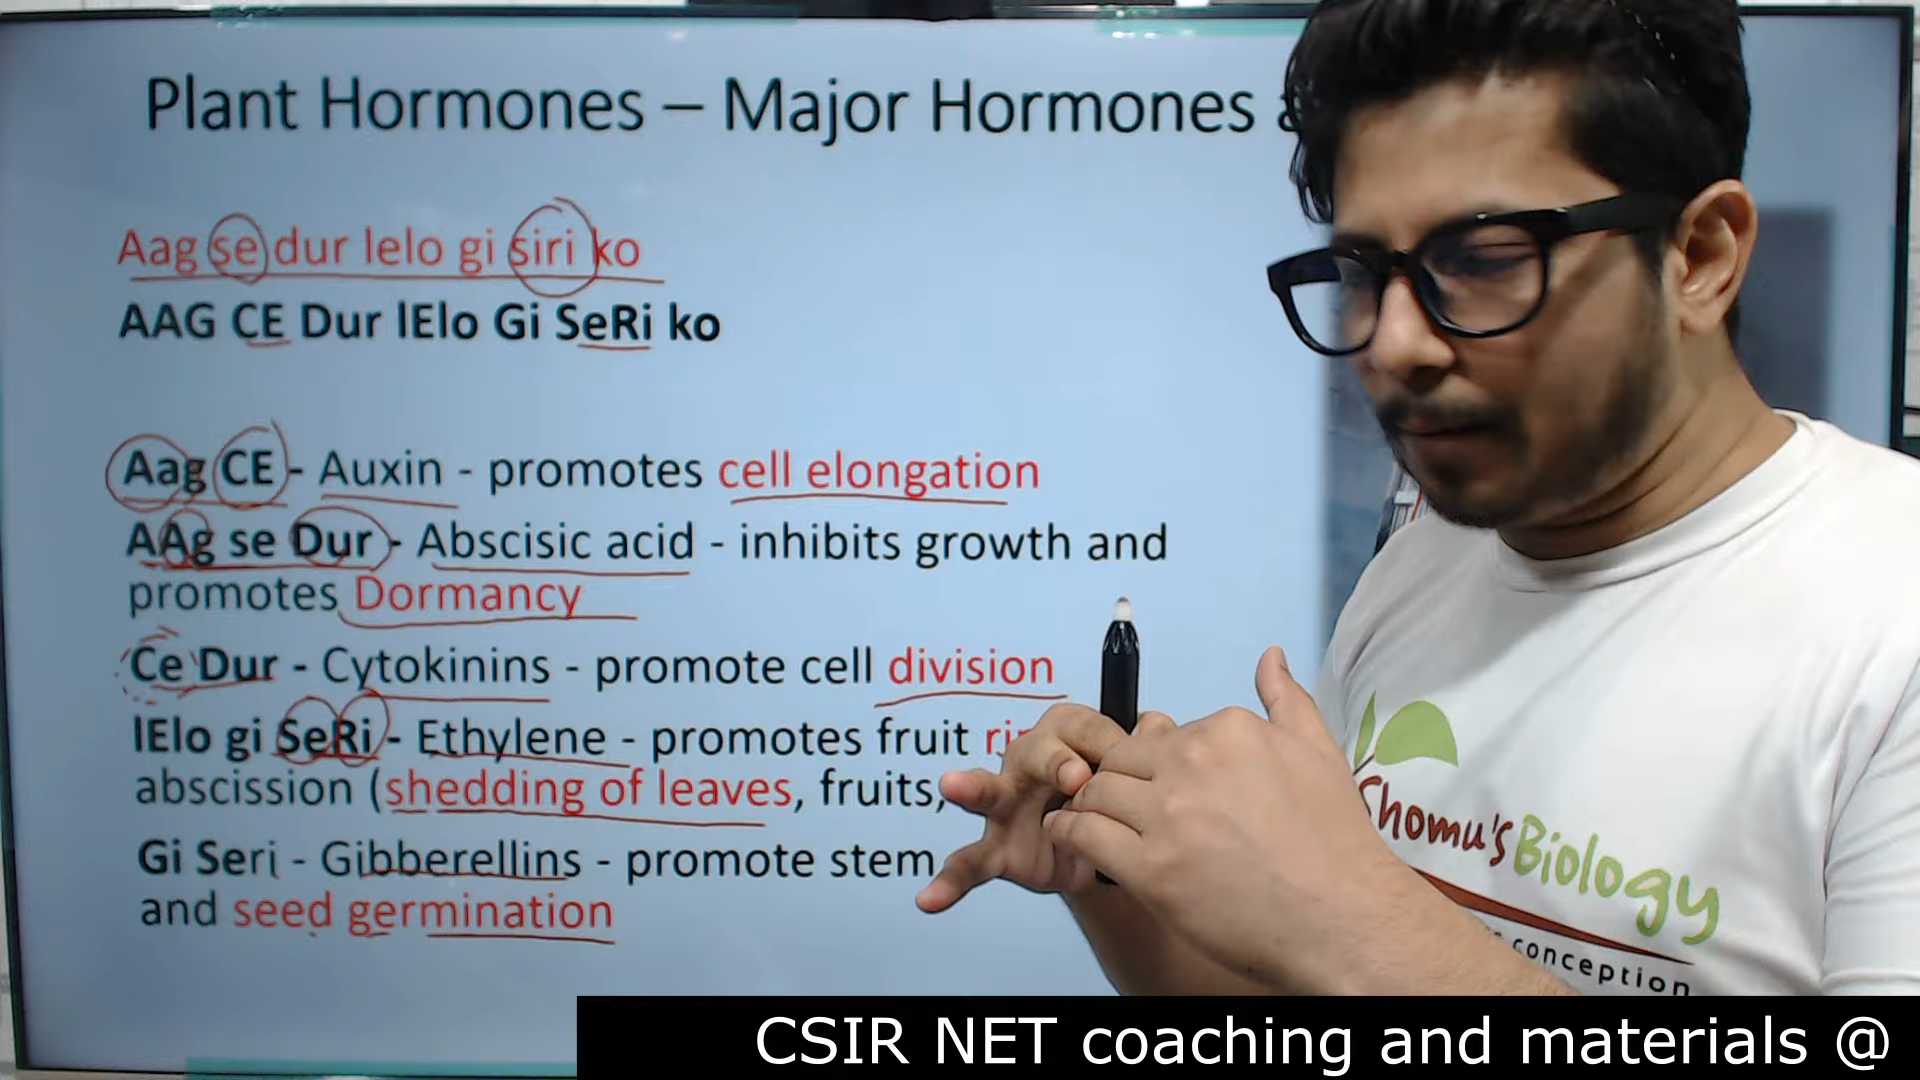 Plant Hormones – Major Hormones
Aag se dur lelo gi siri ko
AAG CE Dur lElo Gi SeRi ko
Aag CE - Auxin - promotes cell elongation
AAg se Dur - Abscisic acid - inhibits growth and
promotes Dormancy
Ce Dur - Cytokinins - promote cell division
lElo gi SeRi - Ethylene - promotes fruit
abscission (shedding of leaves, fruits,
Gi Seri - Gibberellins - promote stem
and seed germination
Shomu's Biology
conception
CSIR NET coaching and materials @